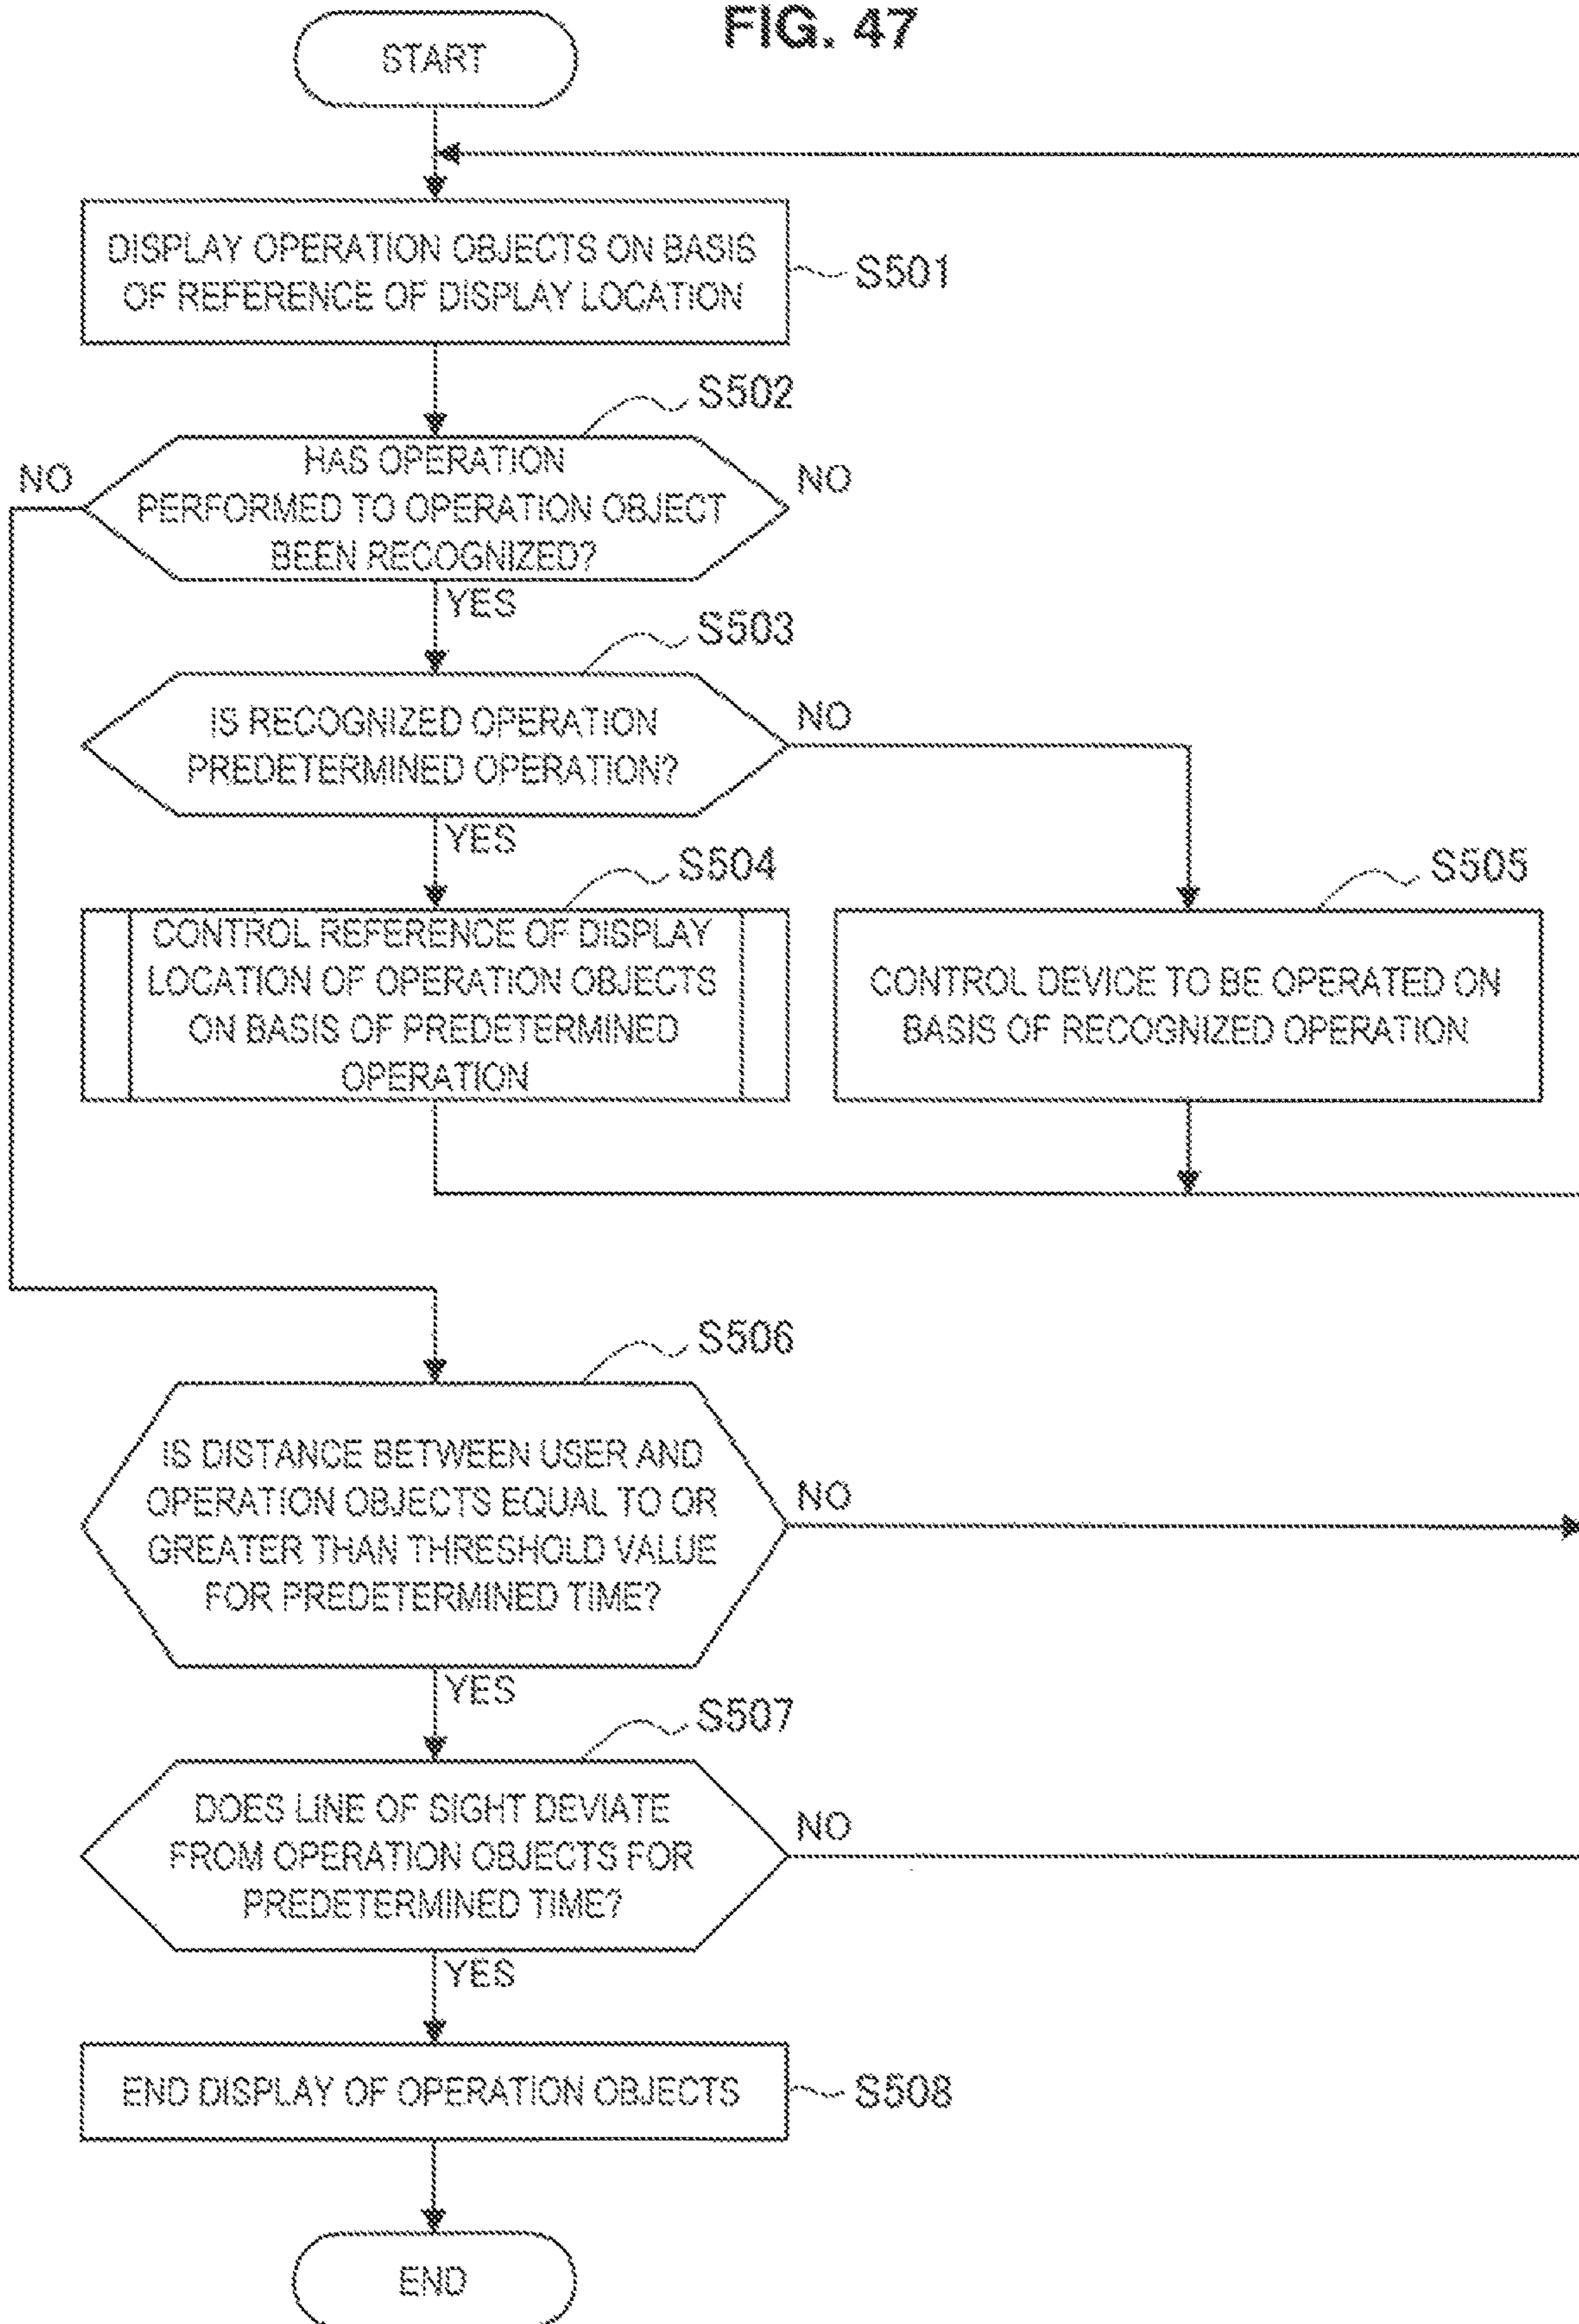 FIG. 47
START
DISPLAY OPERATION OBJECTS ON BASIS
OF REFERENCE OF DISPLAY LOCATION
S501
S502
NO
HAS OPERATION
PERFORMED TO OPERATION OBJECT
BEEN RECOGNIZED?
NO
YES
S503
IS RECOGNIZED OPERATION
PREDETERMINED OPERATION?
NO
YES
S504
S505
CONTROL REFERENCE OF DISPLAY
LOCATION OF OPERATION OBJECTS
ON BASIS OF PREDETERMINED
OPERATION
CONTROL DEVICE TO BE OPERATED ON
BASIS OF RECOGNIZED OPERATION
S506
IS DISTANCE BETWEEN USER AND
OPERATION OBJECTS EQUAL TO OR
GREATER THAN THRESHOLD VALUE
FOR PREDETERMINED TIME?
NO
YES
S507
DOES LINE OF SIGHT DEVIATE
FROM OPERATION OBJECTS FOR
PREDETERMINED TIME?
NO
YES
END DISPLAY OF OPERATION OBJECTS
S508
END